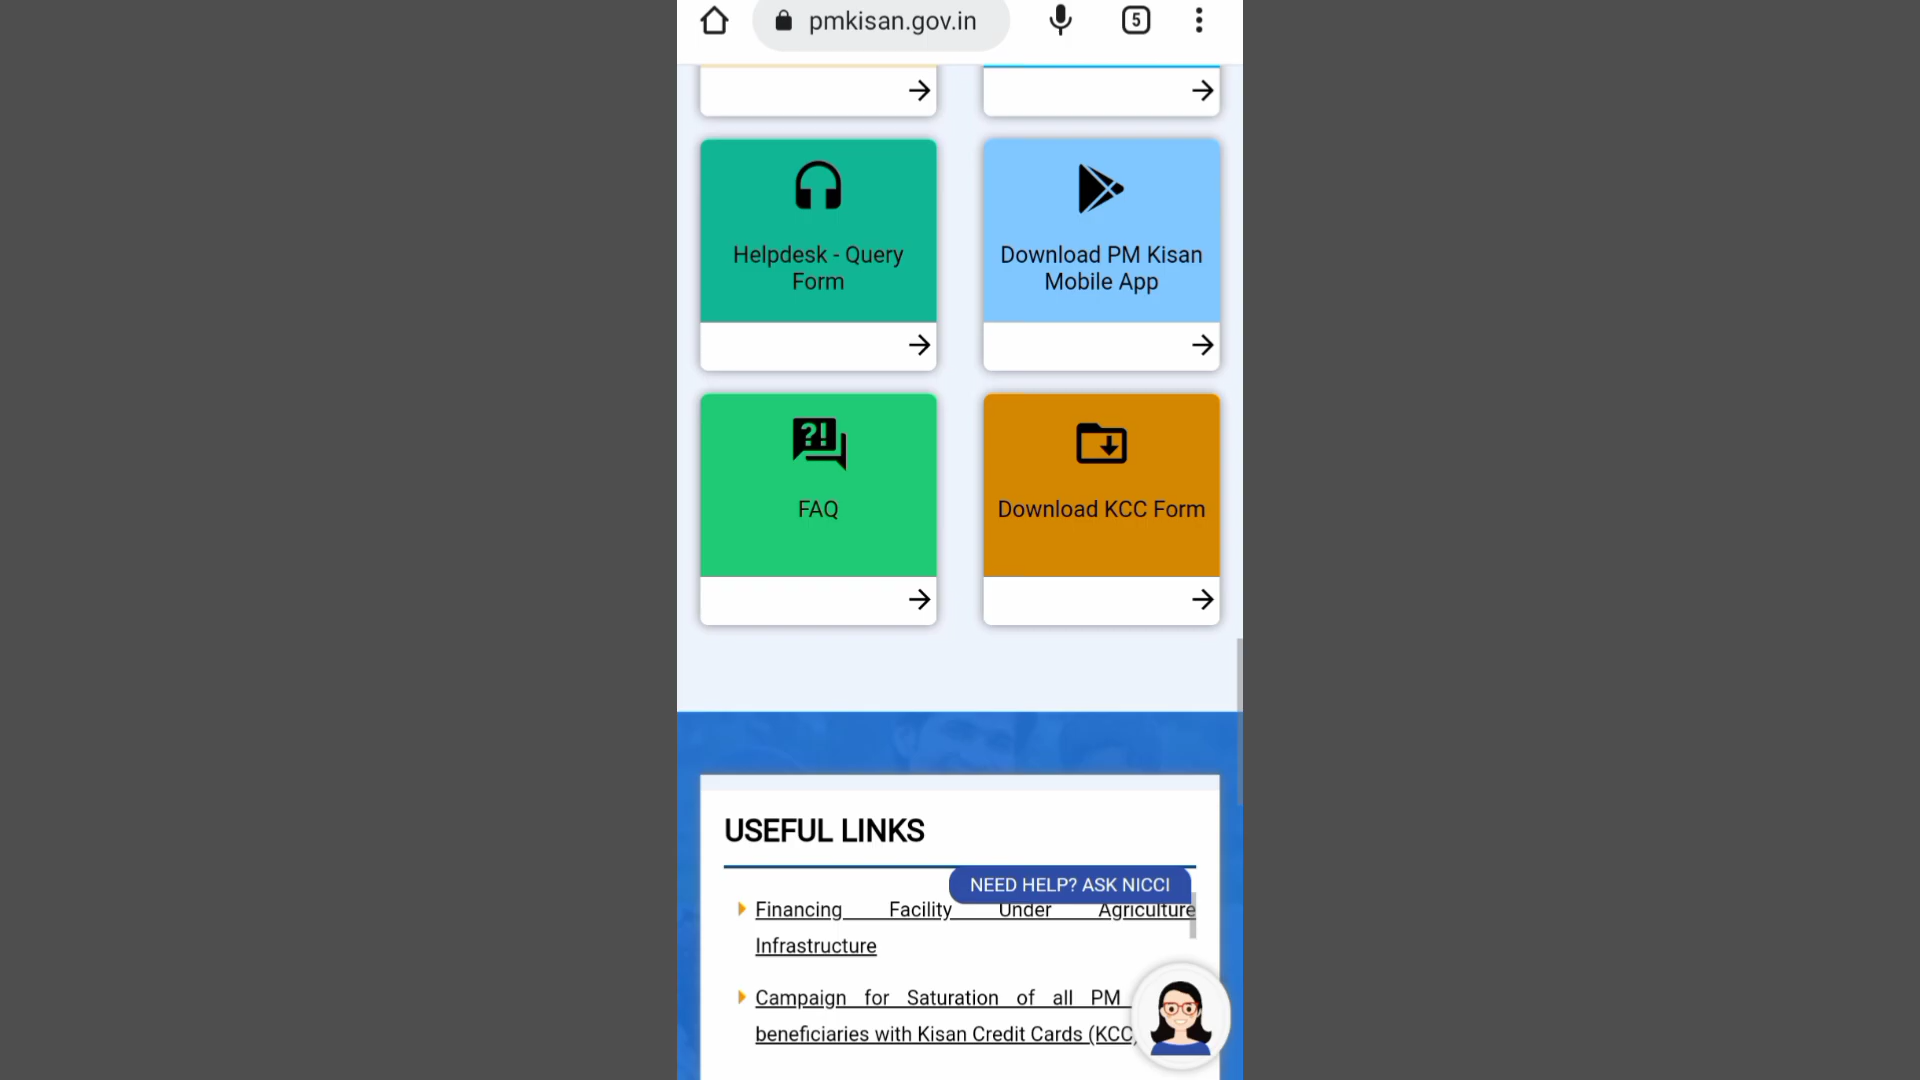 pmkisan.gov.in
5
Helpdesk - Query
Form
Download PM Kisan
Mobile App
?!
FAQ
Download KCC Form
USEFUL LINKS
NEED HELP? ASK NICCI
Financing Facility Under Agriculture
Infrastructure
Campaign for Saturation of all PM
beneficiaries with Kisan Credit Cards (KCC)